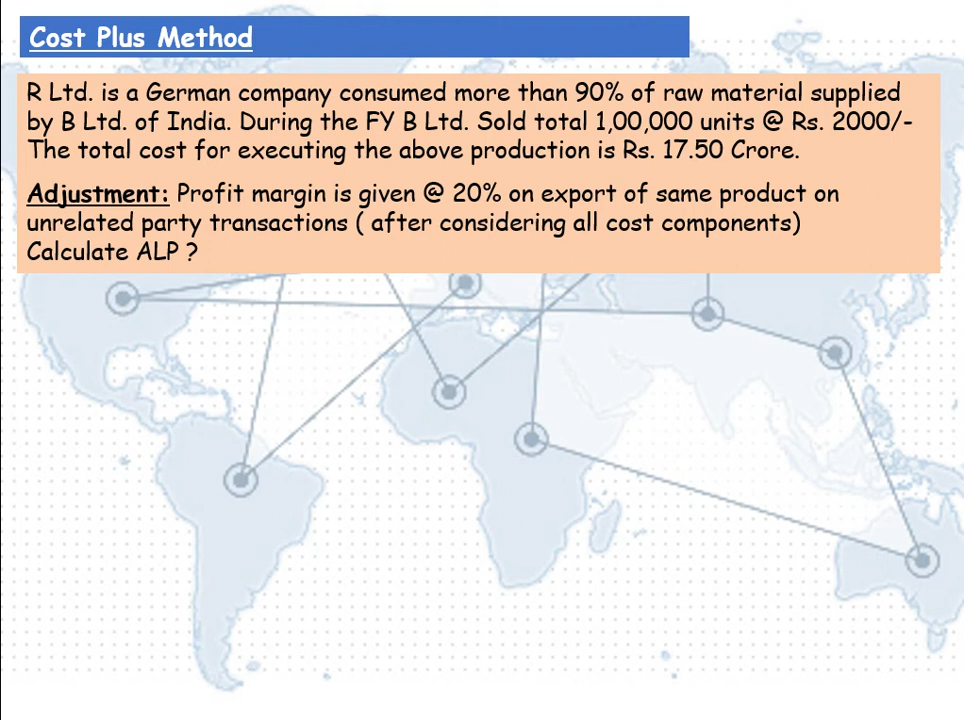 Cost Plus Method
R Ltd. is a German company consumed more than 90% of raw material supplied
by B Ltd. of India. During the FY B Ltd. Sold total 1,00,000 units @ Rs. 2000/-
The total cost for executing the above production is Rs. 17.50 Crore.
Adjustment: Profit margin is given @ 20% on export of same product on
unrelated party transactions ( after considering all cost components)
Calculate ALP ?